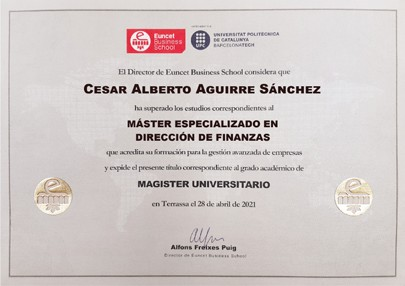 Euncet
Business
School
UPC
UNIVERSITAT POLITÈCNICA
DE CATALUNYA
BARCELONATECH
El Director de Euncet Business School considera que
CESAR ALBERTO AGUIRRE SÁNCHEZ
ha superado los estudios correspondientes al
MÁSTER ESPECIALIZADO EN
DIRECCIÓN DE FINANZAS
que acredita su formación para la gestión avanzada de empresas
y expide el presente título correspondiente al grado académico de
MAGISTER UNIVERSITARIO
en Terrassa el 28 de abril de 2021
Alfons Freixes Puig
Director de Euncet Business School